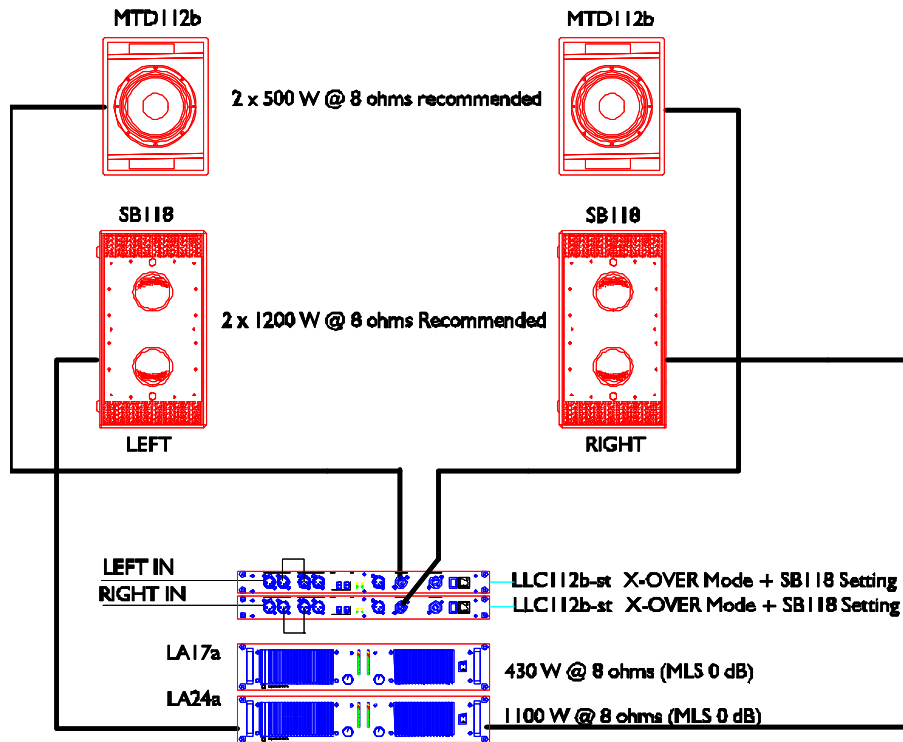 MTD112b
MTD112b
2 x 500 W @ 8 ohms recommended
SB118
SB118
2 x 1200 W @ 8 ohms Recommended
LEFT
RIGHT
LEFT IN
LLC112b-st X-OVER Mode + SB118 Setting
RIGHT IN
LLC112b-st X-OVER Mode + SB118 Setting
LA17a
430 W @ 8 ohms (MLS 0 dB)
LA24a
1100 W @ 8 ohms (MLS 0 dB)